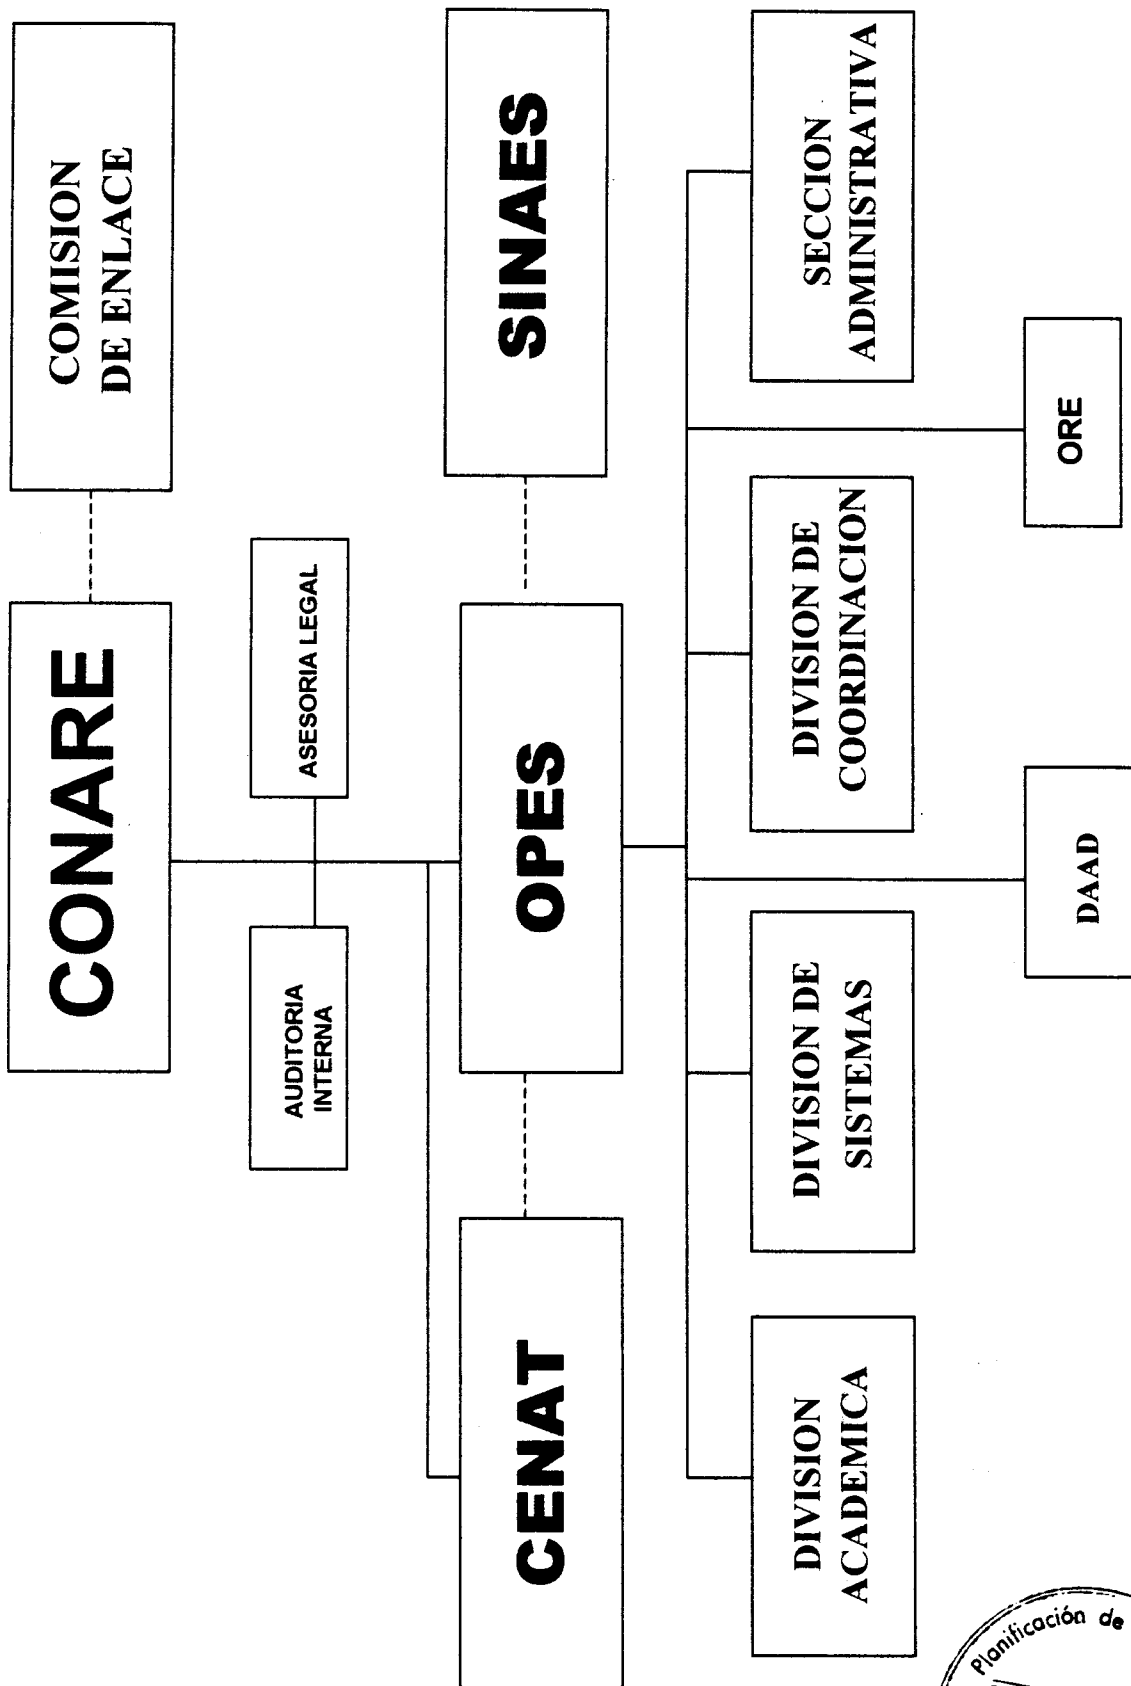 CONARE
COMISION
DE ENLACE
AUDITORIA
INTERNA
ASESORIA LEGAL
CENAT
OPES
SINAES
DIVISION
ACADEMICA
DIVISION DE
SISTEMAS
DIVISION DE
COORDINACION
SECCION
ADMINISTRATIVA
DAAD
ORE
Planificación de